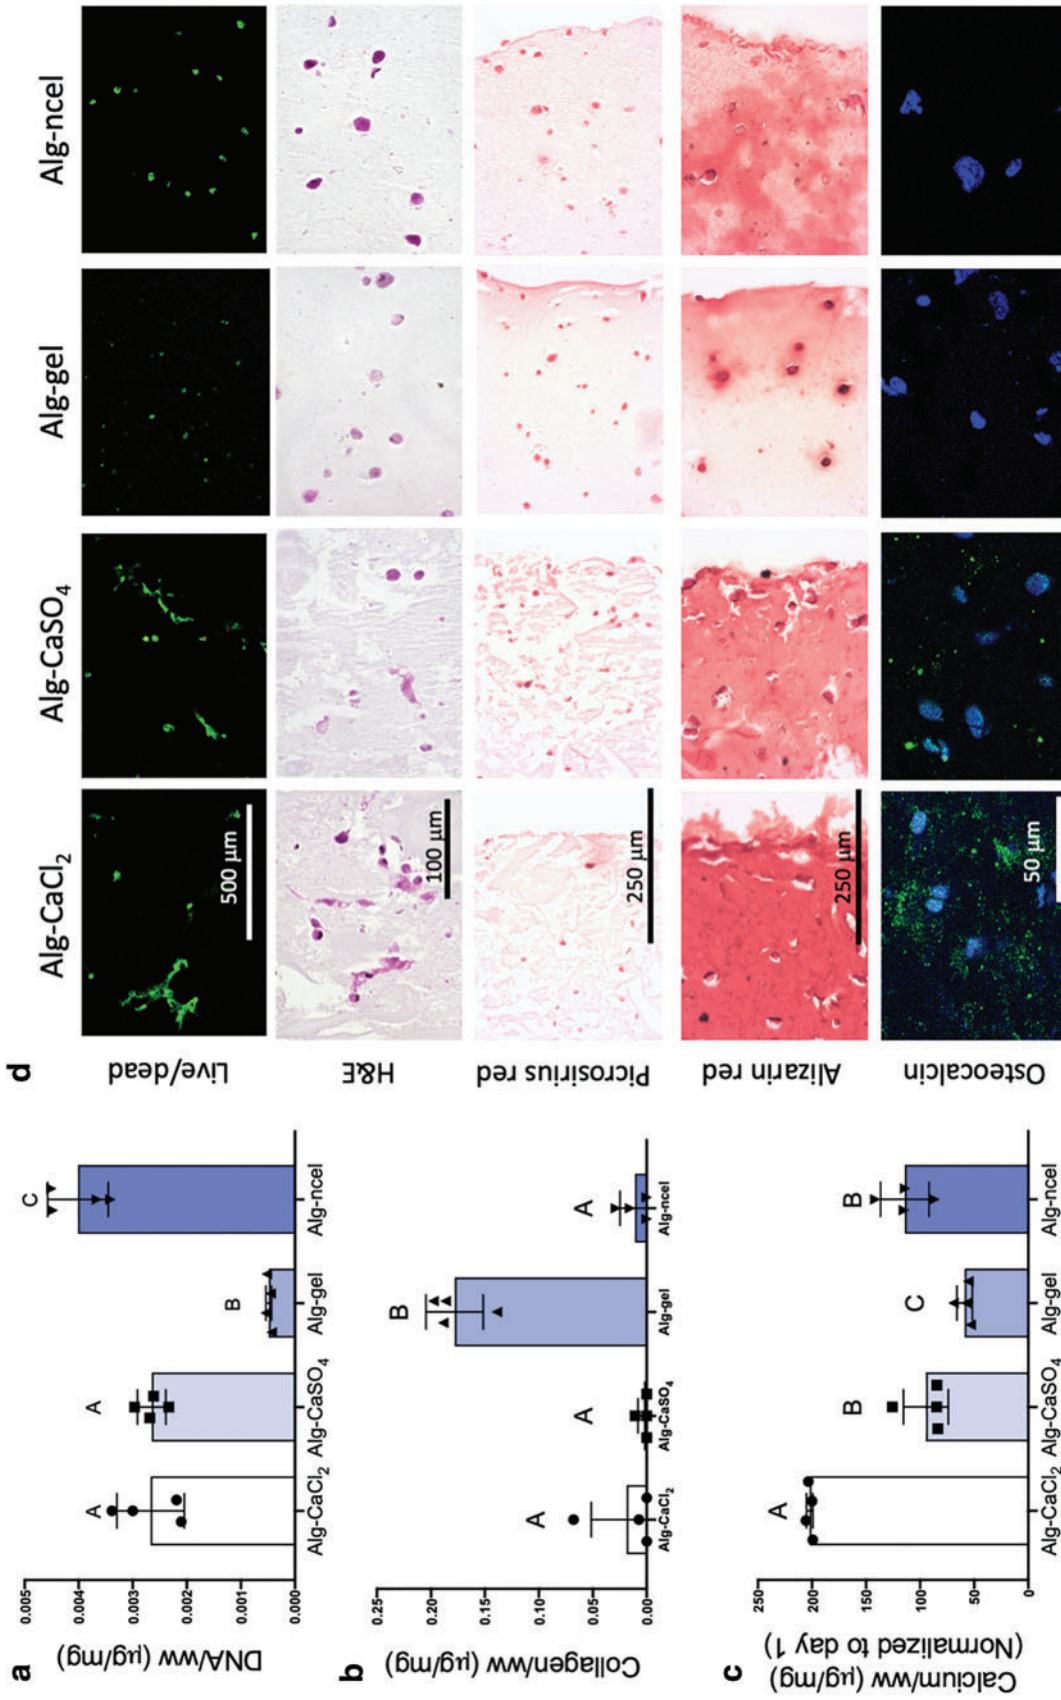 a
DNA/ww (µg/mg)
0.005
0.004
0.003
0.002
0.001
0.000
A
A
B
C
Alg-CaCl2
Alg-CaSO4
Alg-gel
Alg-ncel
b
Collagen/ww (µg/mg)
0.25
0.20
0.15
0.10
0.05
0.00
A
A
B
A
Alg-CaCl2
Alg-CaSO4
Alg-gel
Alg-ncel
c
Calcium/ww (µg/mg)
(Normalized to day 1)
250
200
150
100
50
0
A
B
C
B
Alg-CaCl2
Alg-CaSO4
Alg-gel
Alg-ncel
d
Alg-CaCl2
Alg-CaSO4
Alg-gel
Alg-ncel
Live/dead
500 µm
H&E
100 µm
Picrosirius red
250 µm
Alizarin red
250 µm
Osteocalcin
50 µm